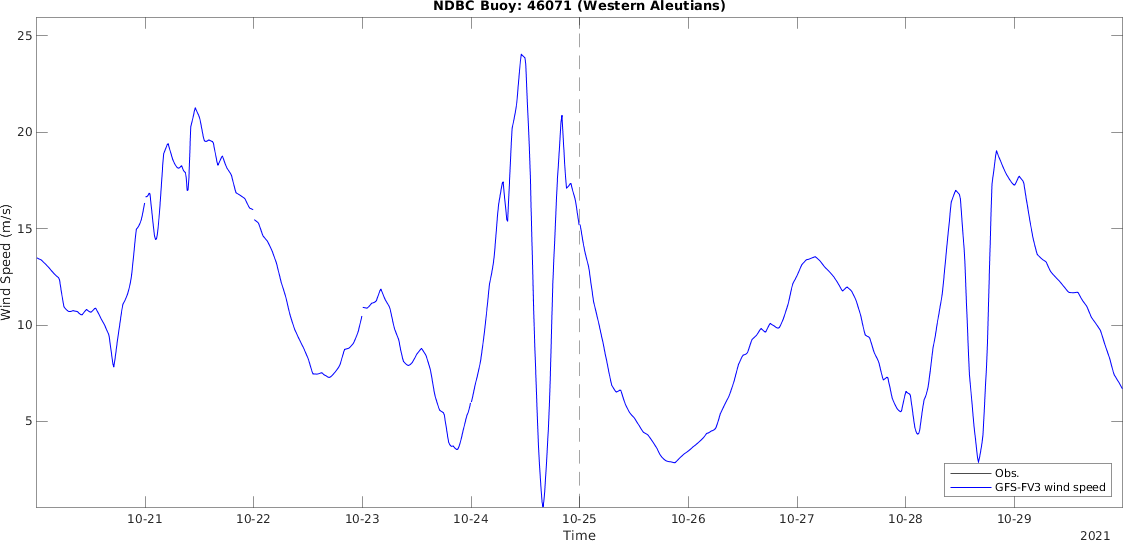 NDBC Buoy: 46071 (Western Aleutians)
25
20
15
10
5
Wind Speed (m/s)
Obs.
GFS-FV3 wind speed
10-21 10-22 10-23 10-24 10-25 10-26 10-27 10-28 10-29
Time
2021